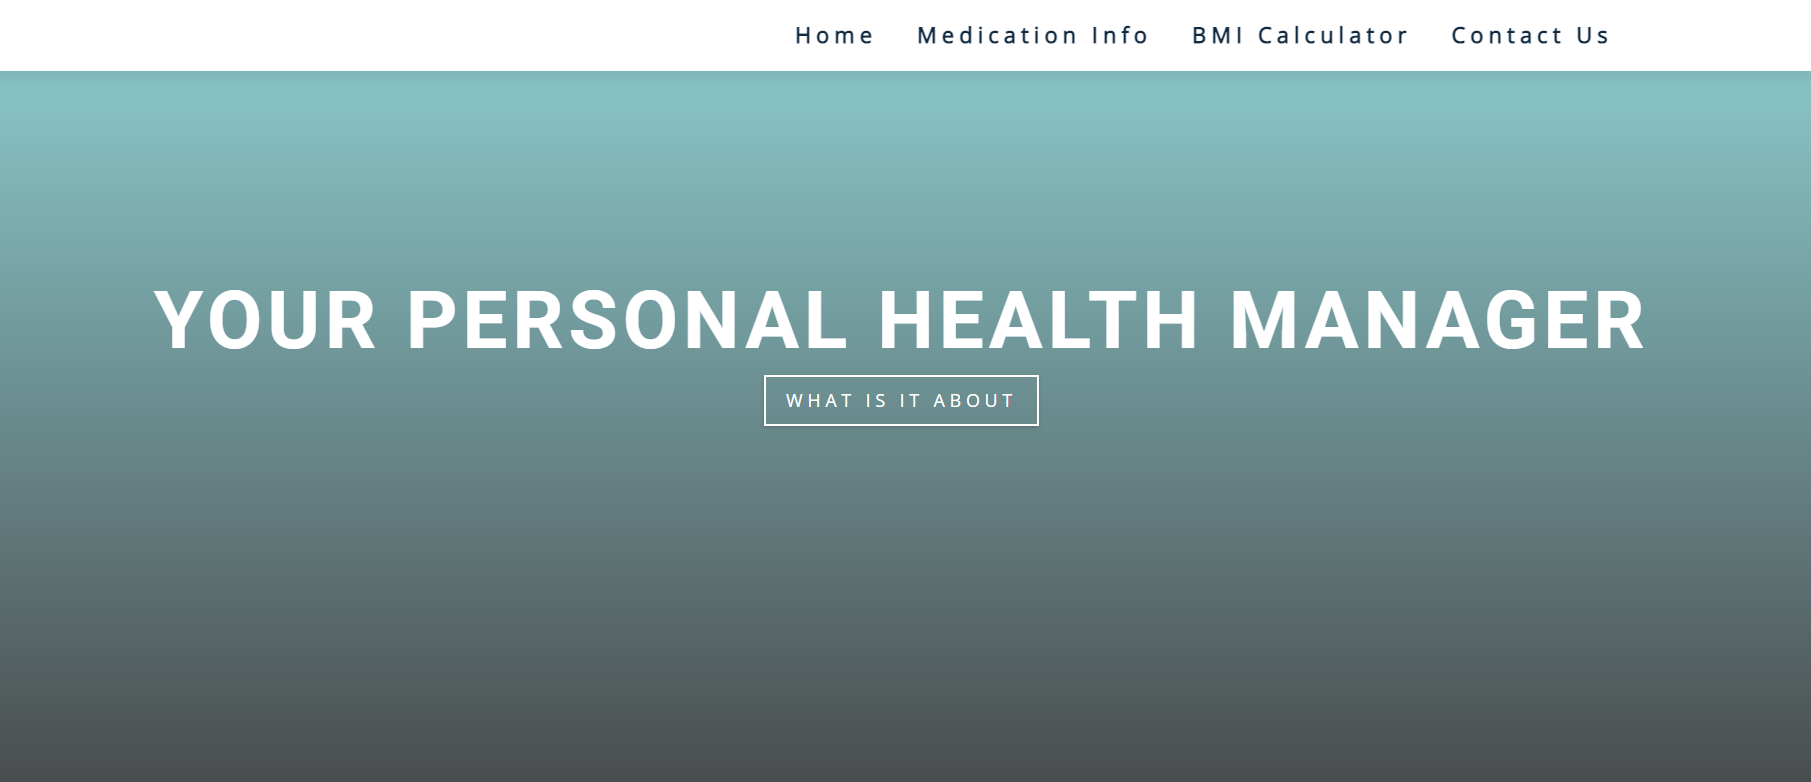 Home Medication Info BMI Calculator Contact Us
YOUR PERSONAL HEALTH MANAGER
WHAT IS IT ABOUT